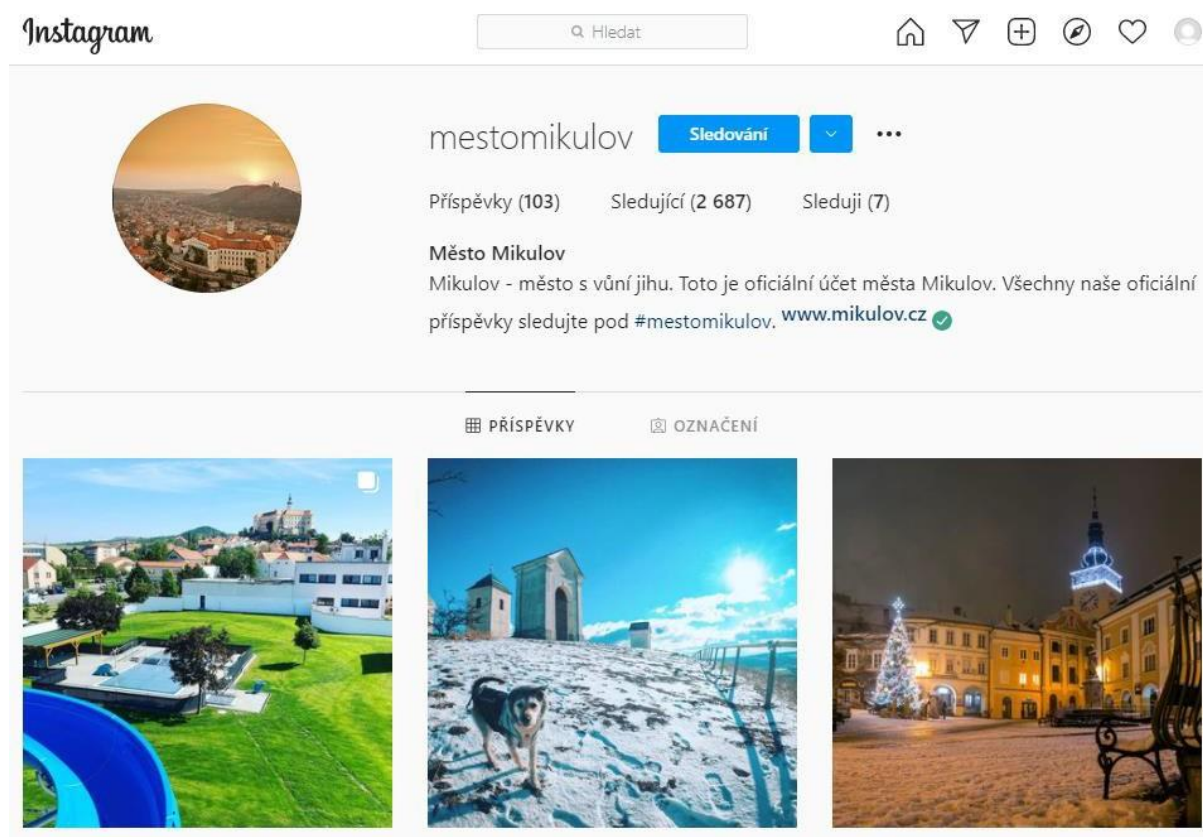 Instagram
Hledat
mestomikulov Sledování
Příspěvky (103) Sledující (2 687) Sleduji (7)
Město Mikulov
Mikulov - město s vůní jihu. Toto je oficiální účet města Mikulov. Všechny naše oficiální
příspěvky sledujte pod #mestomikulov. www.mikulov.cz
PŘÍSPĚVKY OZNAČENÍ